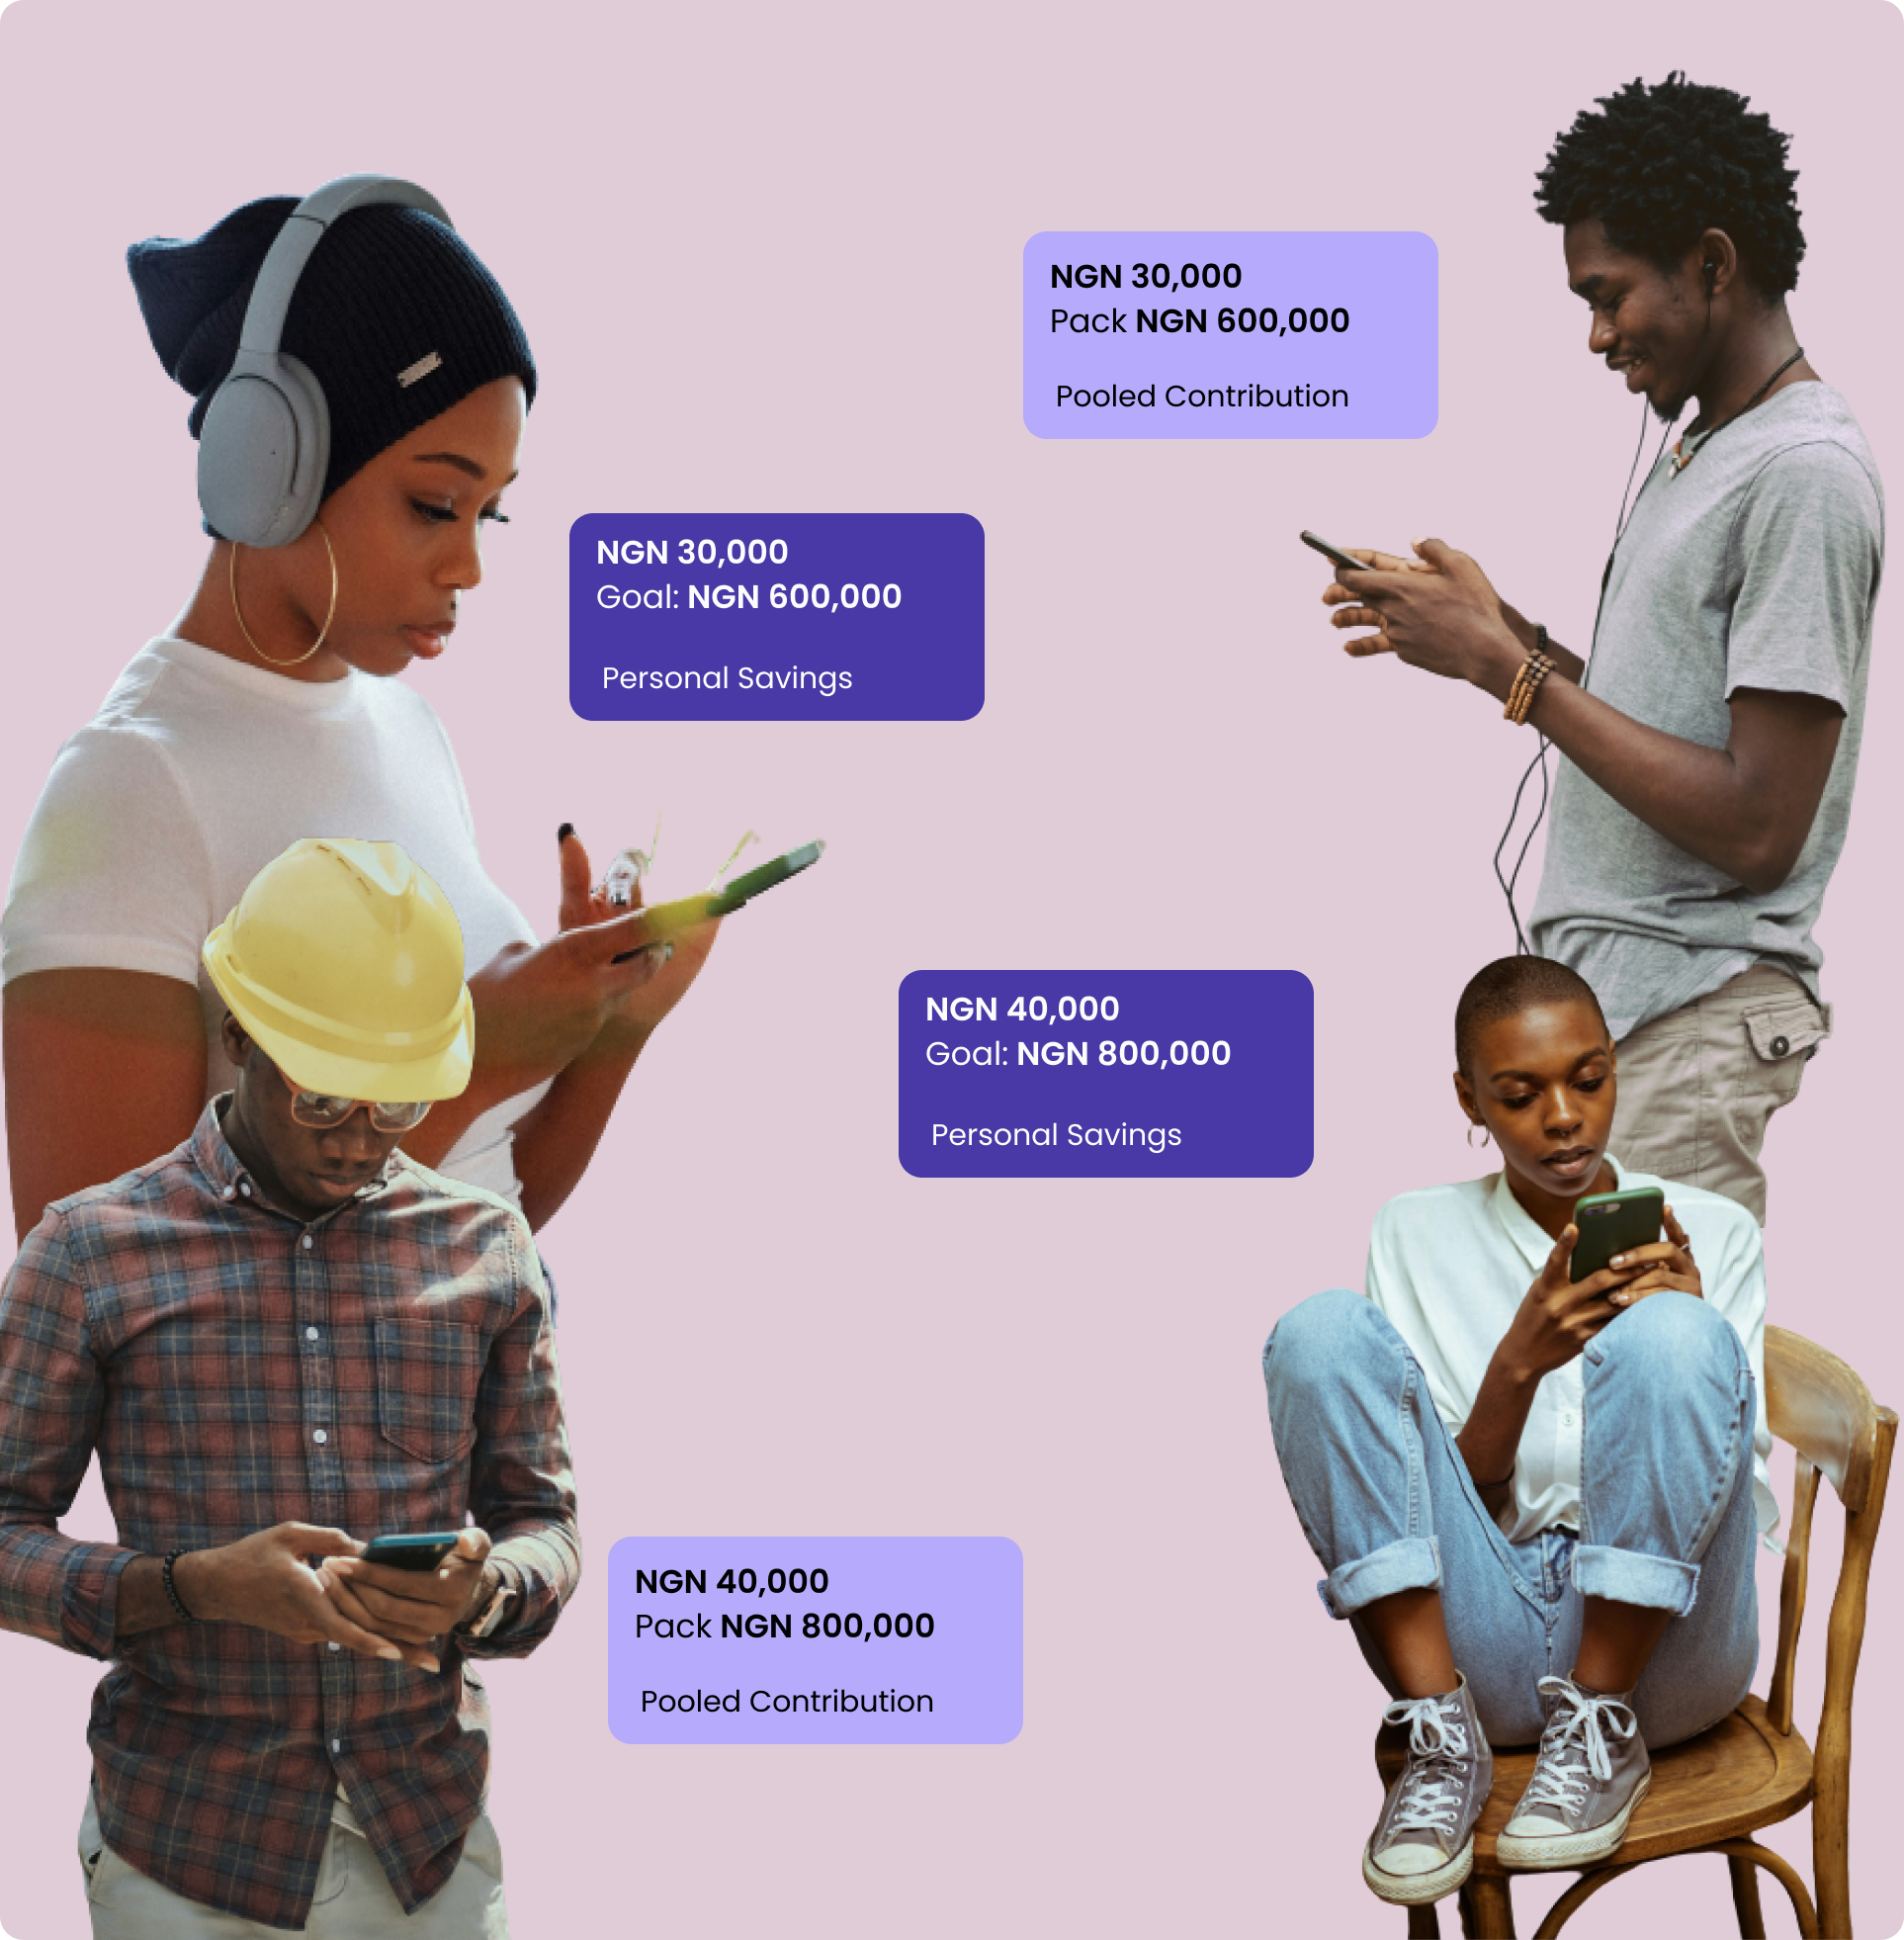 NGN 30,000
Pack NGN 600,000
Pooled Contribution
NGN 30,000
Goal: NGN 600,000
Personal Savings
NGN 40,000
Goal: NGN 800,000
Personal Savings
NGN 40,000
Pack NGN 800,000
Pooled Contribution